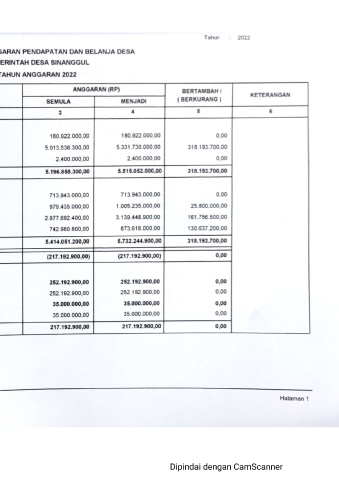 Tahun : 2022
GARAN PENDAPATAN DAN BELANJA DESA
ERINTAH DESA SINANGGUL
TAHUN ANGGARAN 2022
ANGGARAN (RP) BERTAMBAH / ( BERKURANG ) KETERANGAN
SEMULA MENJADI
3 4 5 6
180.922.000,00 180.922.000,00 0,00
5.013.536.300,00 5.331.730.000,00 318.193.700,00
2.400.000,00 2.400.000,00 0,00
5.196.858.300,00 5.515.052.000,00 318.193.700,00
713.943.000,00 713.943.000,00 0,00
979.435.000,00 1.005.235.000,00 25.800.000,00
2.977.692.400,00 3.139.448.900,00 161.756.500,00
742.980.800,00 873.618.000,00 130.637.200,00
5.414.051.200,00 5.732.244.900,00 318.193.700,00
(217.192.900,00) (217.192.900,00) 0,00
252.192.900,00 252.192.900,00 0,00
252.192.900,00 252.192.900,00 0,00
35.000.000,00 35.000.000,00 0,00
35.000.000,00 35.000.000,00 0,00
217.192.900,00 217.192.900,00 0,00
Halaman 1
Dipindai dengan CamScanner